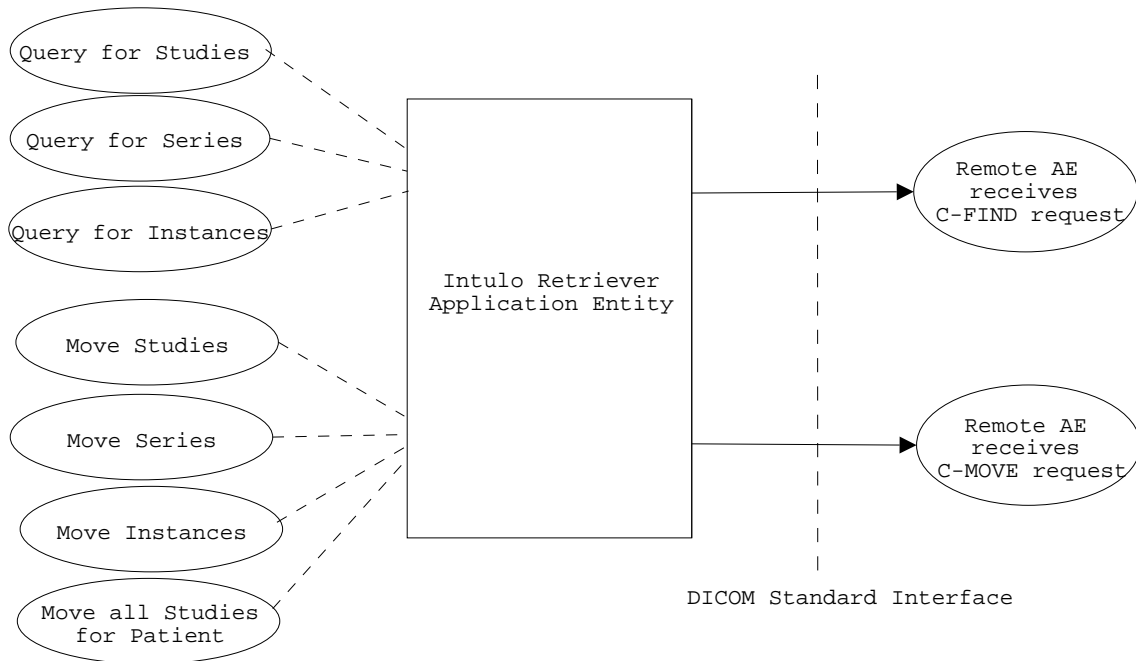 Query for Studies
Query for Series
Query for Instances
Move Studies
Move Series
Move Instances
Move all Studies
for Patient
Intulo Retriever
Application Entity
Remote AE
receives
C-FIND request
Remote AE
receives
C-MOVE request
DICOM Standard Interface